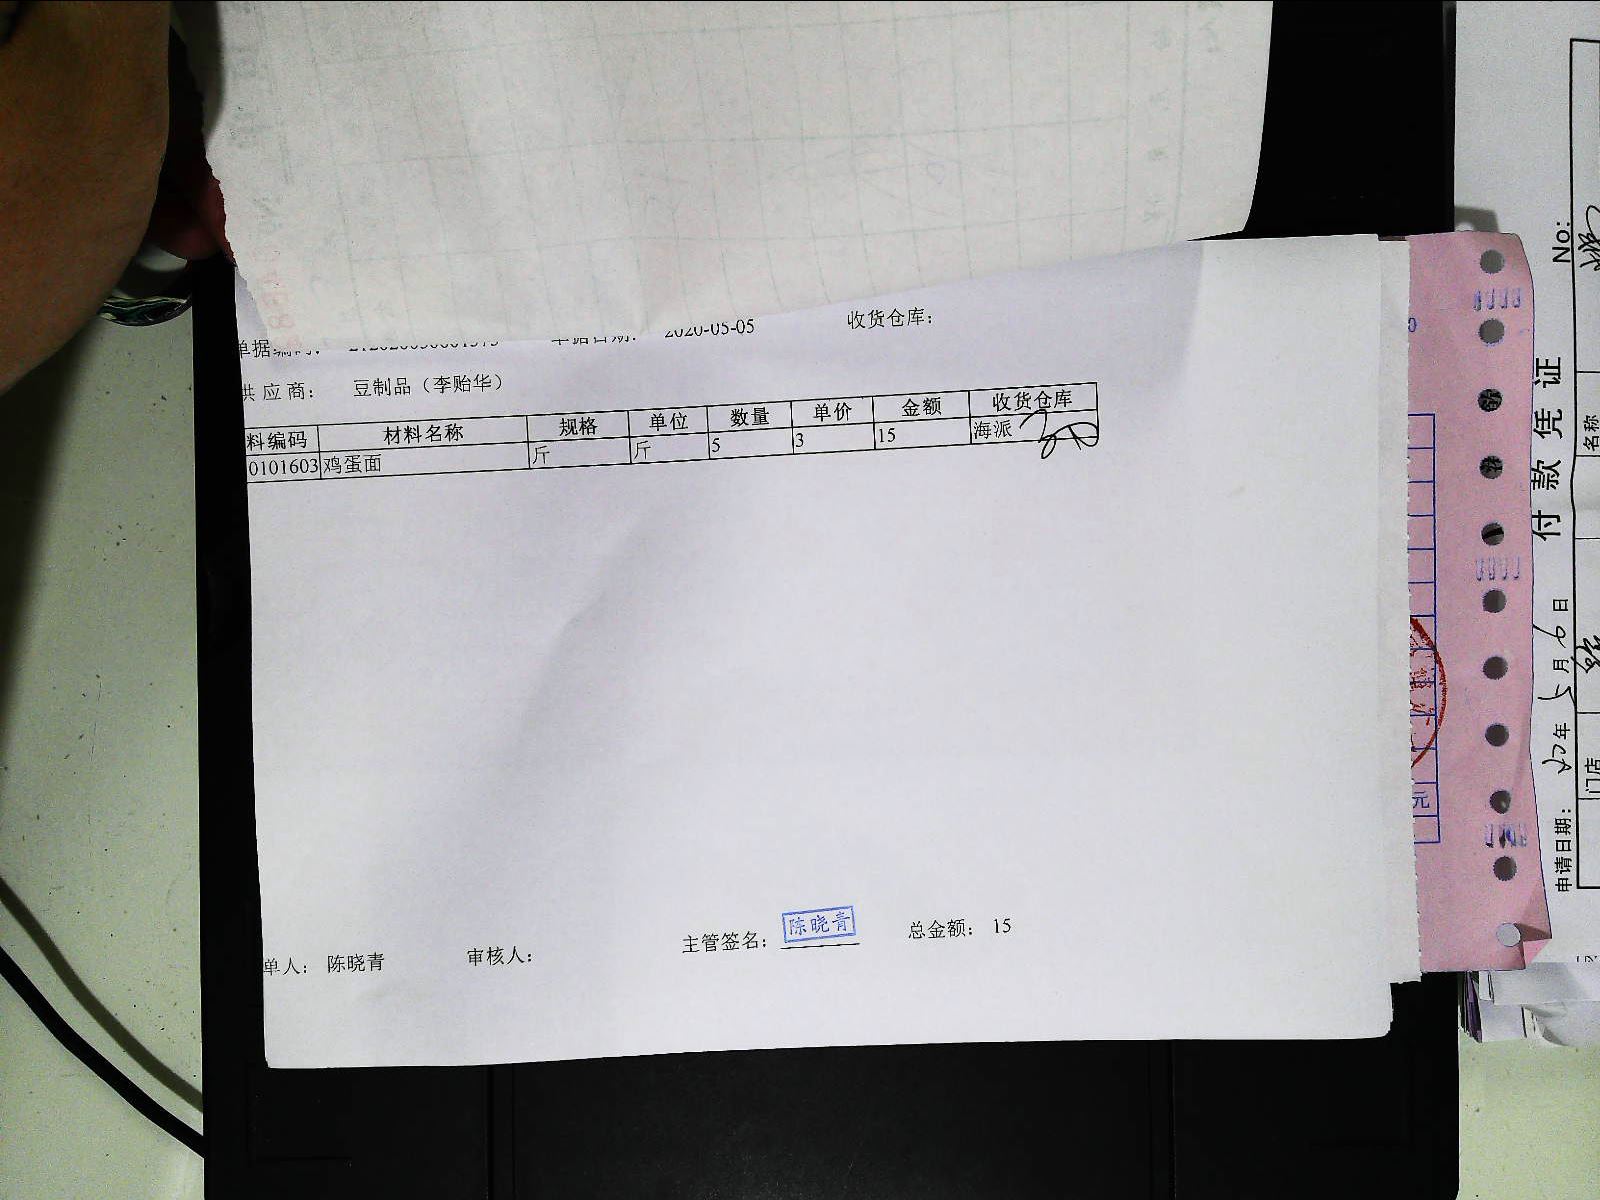 2020-05-05 收货仓库:
供应商: 豆制品（李贻华）
料编码 材料名称 规格 单位 数量 单价 金额 收货仓库
0101603 鸡蛋面 斤 斤 5 3 15 海派
单人: 陈晓青 审核人: 主管签名: 陈晓青 总金额: 15
元
付款凭证 No:
申请日期: 年 5月9日
门店 名称